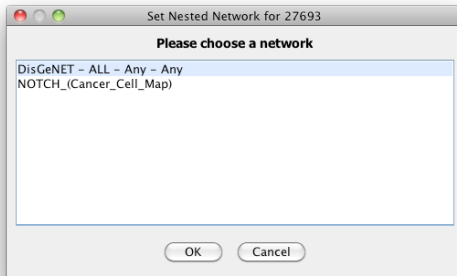 Set Nested Network for 27693
Please choose a network
DisGeNET - ALL - Any - Any
NOTCH_(Cancer_Cell_Map)
OK
Cancel